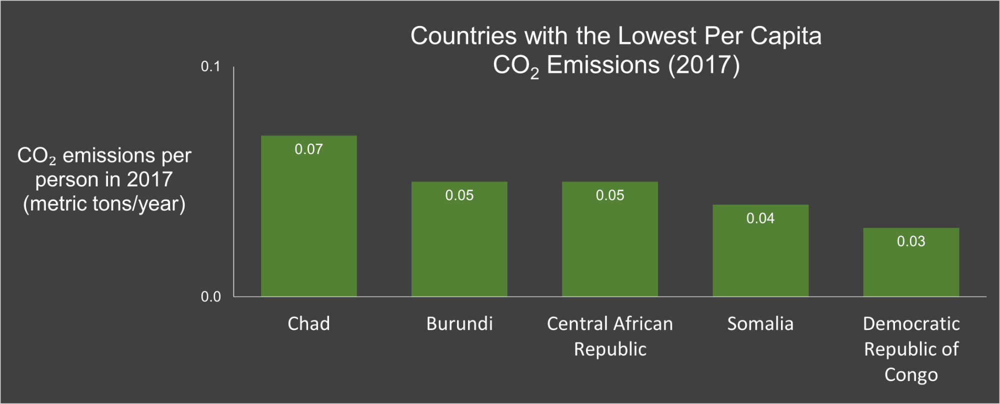 Countries with the Lowest Per Capita
CO₂ Emissions (2017)
CO₂ emissions per
person in 2017
(metric tons/year)
0.1
0.0
0.07
0.05
0.05
0.04
0.03
Chad
Burundi
Central African
Republic
Somalia
Democratic
Republic of
Congo